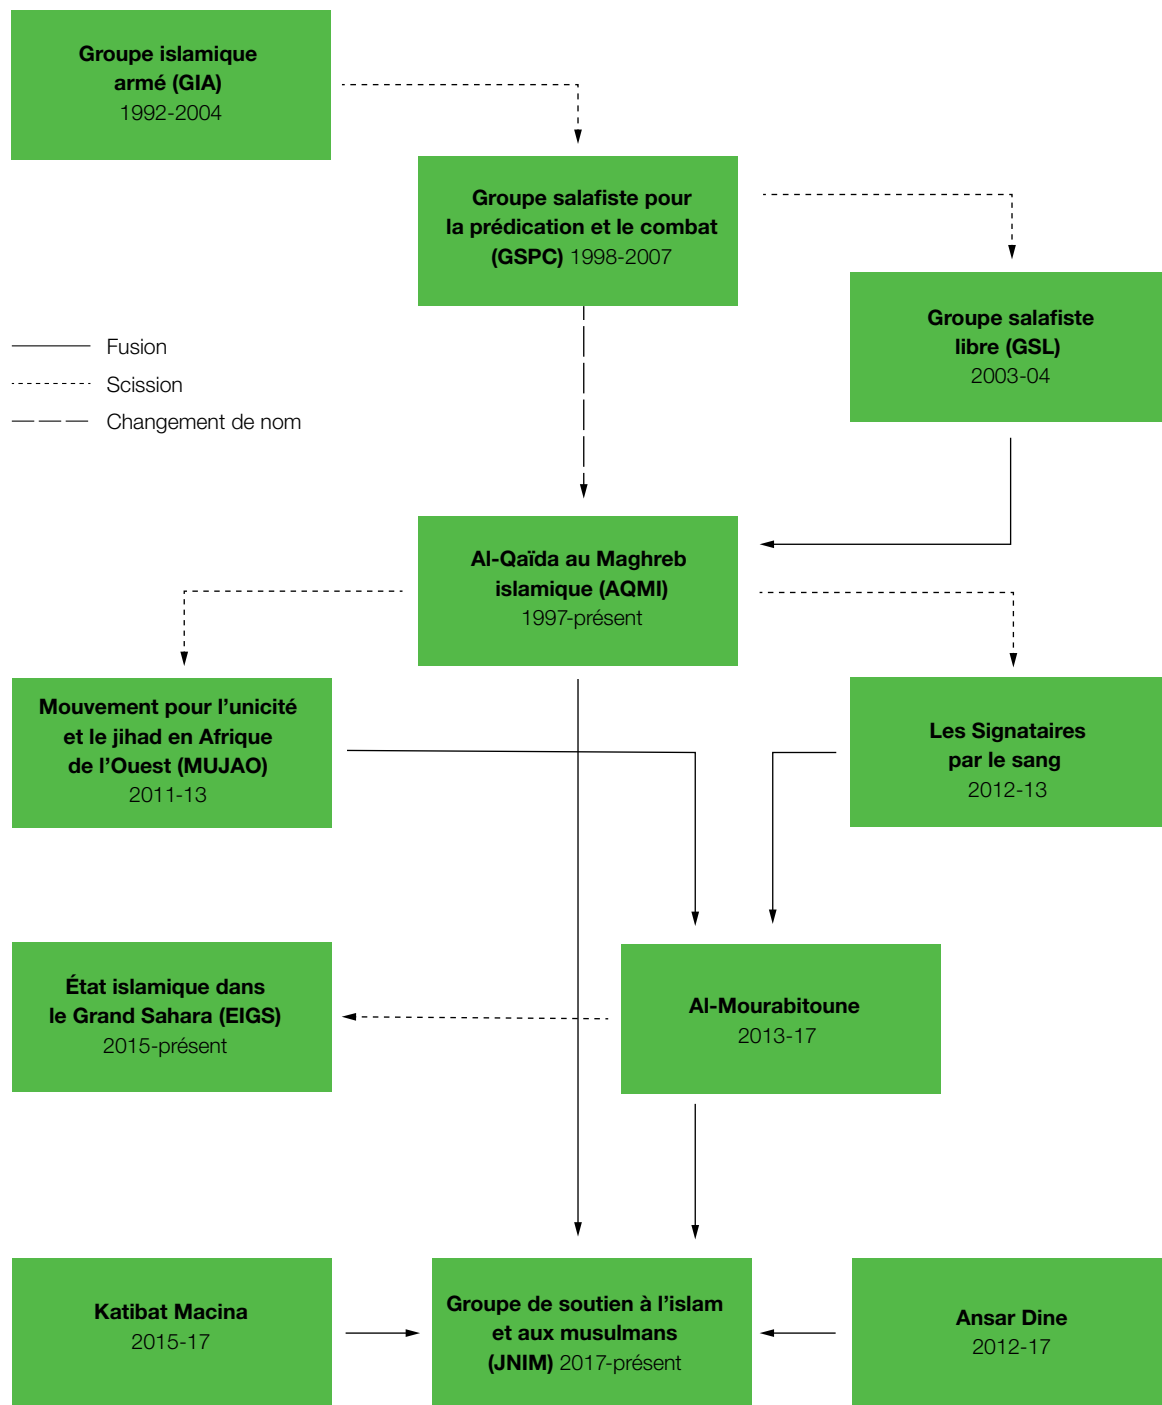 Groupe islamique
armé (GIA)
1992-2004
Groupe salafiste pour
la prédication et le combat
(GSPC) 1998-2007
Groupe salafiste
libre (GSL)
2003-04
Fusion
Scission
Changement de nom
Al-Qaïda au Maghreb
islamique (AQMI)
1997-présent
Mouvement pour l’unicité
et le jihad en Afrique
de l’Ouest (MUJAO)
2011-13
Les Signataires
par le sang
2012-13
État islamique dans
le Grand Sahara (EIGS)
2015-présent
Al-Mourabitoune
2013-17
Katibat Macina
2015-17
Groupe de soutien à l’islam
et aux musulmans
(JNIM) 2017-présent
Ansar Dine
2012-17